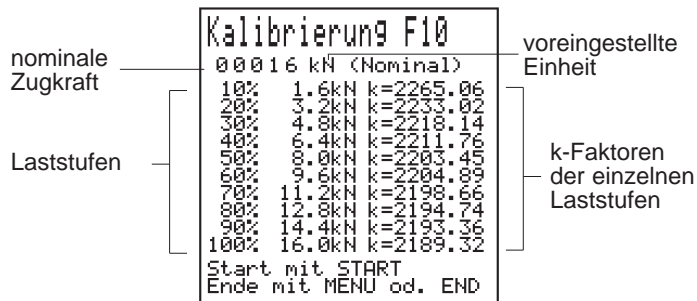 Kalibrierung F10
00016 kN (Nominal)
10% 1.6kN k=2265.06
20% 3.2kN k=2233.02
30% 4.8kN k=2218.14
40% 6.4kN k=2211.76
50% 8.0kN k=2203.45
60% 9.6kN k=2204.89
70% 11.2kN k=2198.66
80% 12.8kN k=2194.74
90% 14.4kN k=2193.36
100% 16.0kN k=2189.32
Start mit START
Ende mit MENU od. END
nominale
Zugkraft
Laststufen
voreingestellte
Einheit
k-Faktoren
der einzelnen
Laststufen